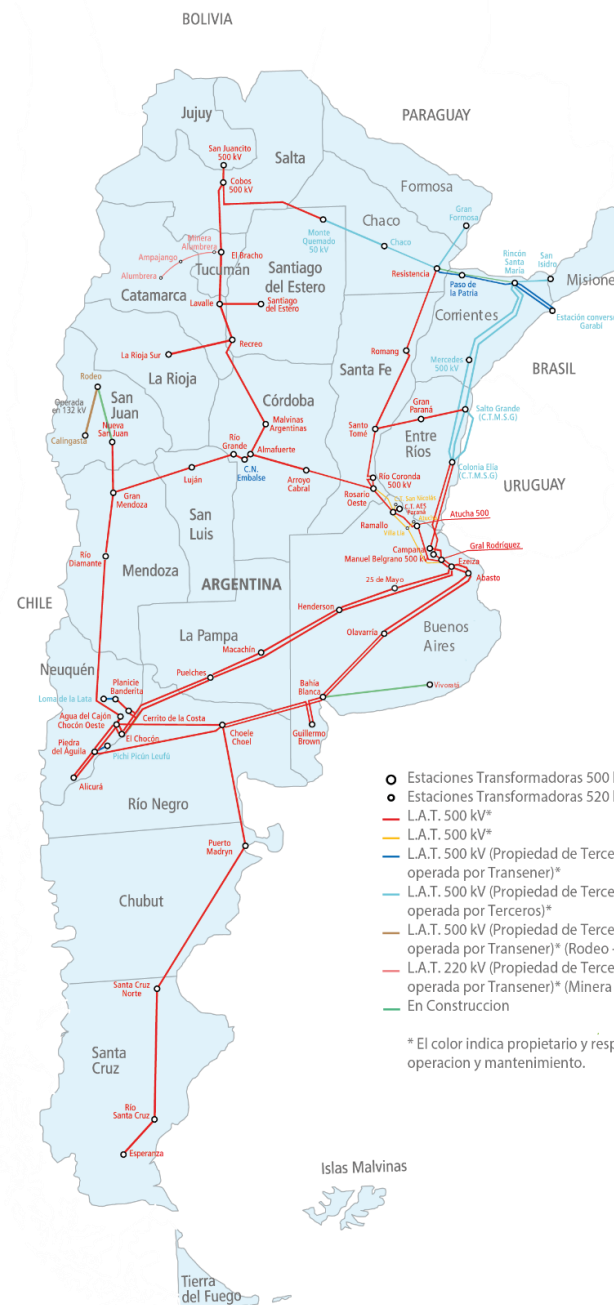 BOLIVIA
Jujuy
PARAGUAY
San Juancito
500 kV
Salta
Cobos
500 kV
Formosa
Gran
Formosa
Chaco
Monte
Quemado
50 kV
Chaco
Minera
Alumbrera
Ampajango
El Bracho
Tucumán
Alumbrera
Santiago
del Estero
Resistencia
Paso de
la Patria
Rincón
Santa
María
San
Isidro
Misione
Catamarca
Lavalle
Santiago
del Estero
Corrientes
Estación convers
Garabí
La Rioja Sur
Recreo
Romang
Santa Fe
Mercedes
500 kV
BRASIL
La Rioja
Rodeo
Operada
en 132 kV
San
Juan
Nueva
San Juan
Calingasta
Córdoba
Malvinas
Argentinas
Gran
Paraná
Salto Grande
(C.T.M.S.G)
Santo
Tomé
Entre
Ríos
Río
Grande
Almafuerte
C.N.
Embalse
Luján
Arroyo
Cabral
Río Coronda
500 kV
Rosario
Oeste
Colonia Elia
(C.T.M.S.G)
URUGUAY
Gran
Mendoza
San
Luis
C.T. AES
Paraná
Ramallo
Atucha 500
Villa Lía
Campana
Manuel Belgrano 500 kV
Gral Rodríguez
Ezeiza
Abasto
Río
Diamante
Mendoza
ARGENTINA
25 de Mayo
Henderson
CHILE
La Pampa
Macachín
Olavarría
Buenos
Aires
Neuquén
Puelches
Loma de la Lata
Planicie
Banderita
Bahía
Blanca
Vivoratá
Agua del Cajón
Chocón Oeste
Cerrito de la Costa
Piedra
del Águila
El Chocón
Choele
Choel
Guillermo
Brown
Pichi Picún Leufú
Alicurá
Río Negro
Estaciones Transformadoras 500
Estaciones Transformadoras 520
L.A.T. 500 kV*
L.A.T. 500 kV*
L.A.T. 500 kV (Propiedad de Terce
operada por Transener)*
L.A.T. 500 kV (Propiedad de Terce
operada por Terceros)*
L.A.T. 500 kV (Propiedad de Terce
operada por Transener)* (Rodeo
L.A.T. 220 kV (Propiedad de Terce
operada por Transener)* (Minera
En Construccion
* El color indica propietario y resp
operacion y mantenimiento.
Puerto
Madryn
Chubut
Santa Cruz
Norte
Santa
Cruz
Río
Santa Cruz
Esperanza
Islas Malvinas
Tierra
del Fuego